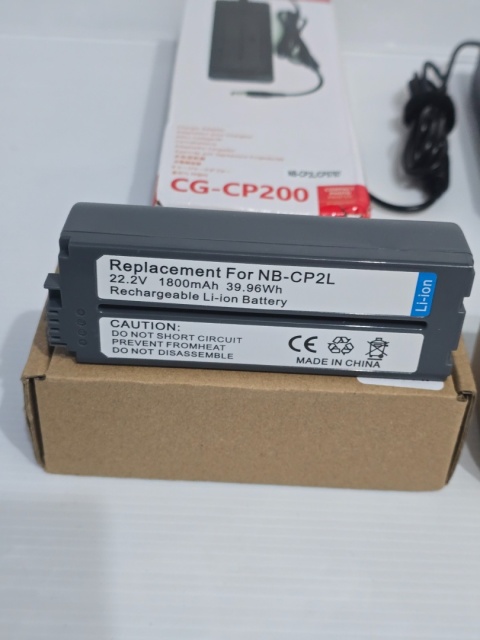 CG-CP200
Replacement For NB-CP2L
22.2V 1800mAh 39.96Wh
Rechargeable Li-ion Battery
Li-ion
CAUTION:
DO NOT SHORT CIRCUIT
PREVENT FROMHEAT
DO NOT DISASSEMBLE
CE
MADE IN CHINA